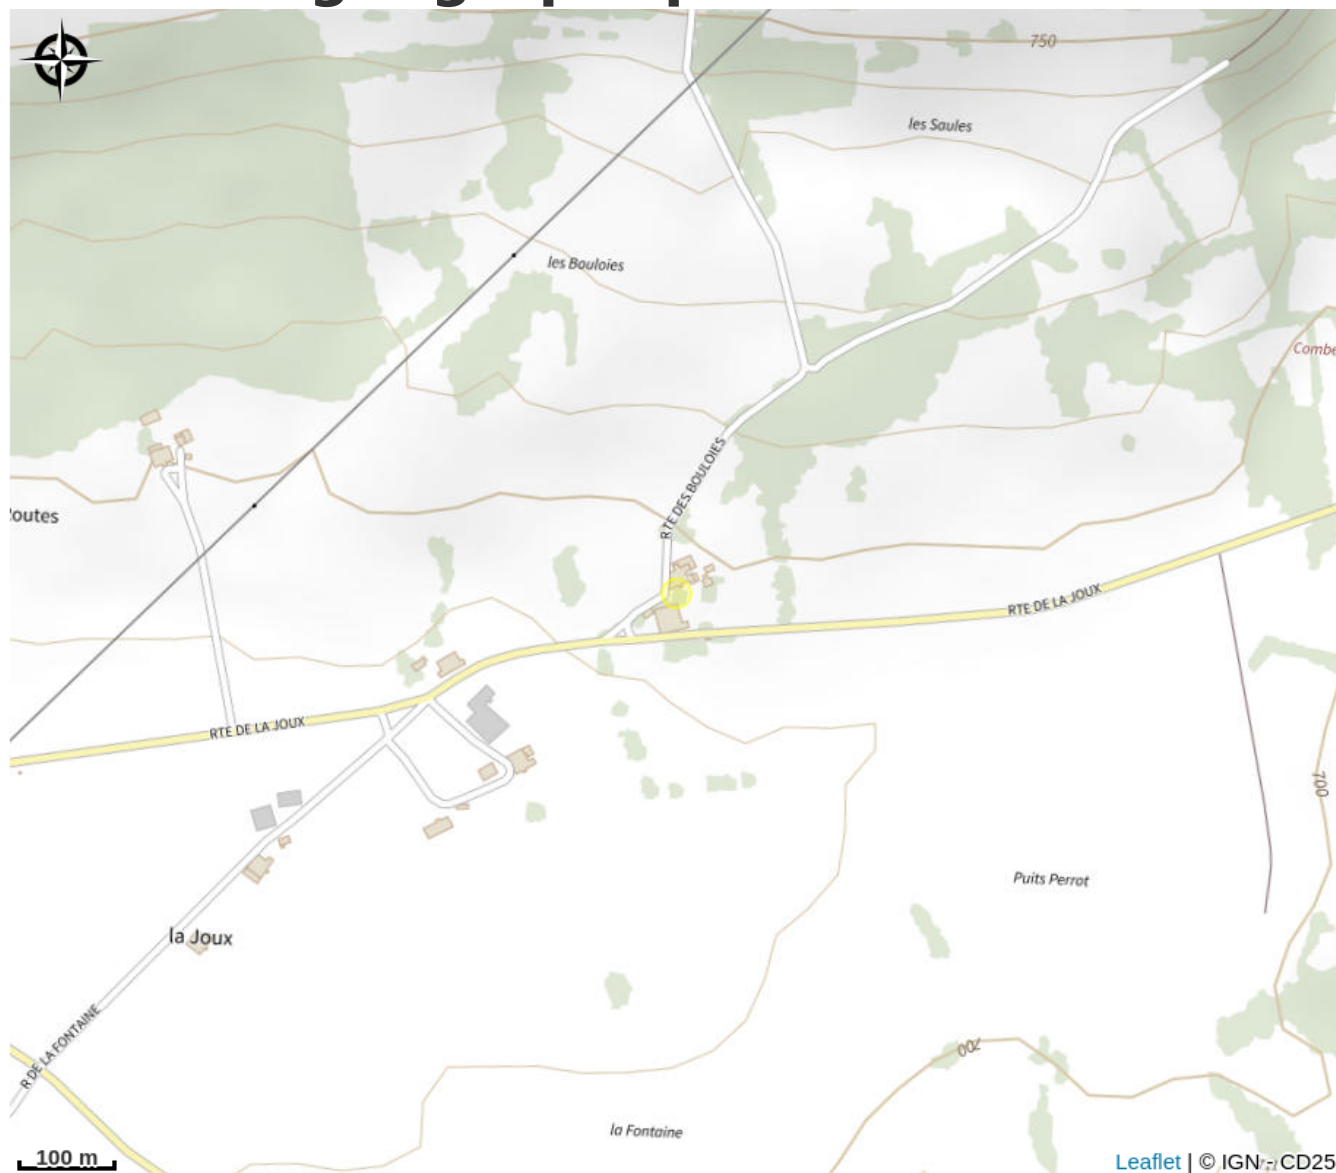 750
les Saules
les Bouloies
Combe
RTE DES BOULOIES
outes
RTE DE LA JOUX
RTE DE LA JOUX
700
Puits Perrot
la Joux
R DE LA FONTAINE
700
la Fontaine
100 m
Leaflet | © IGN - CD25